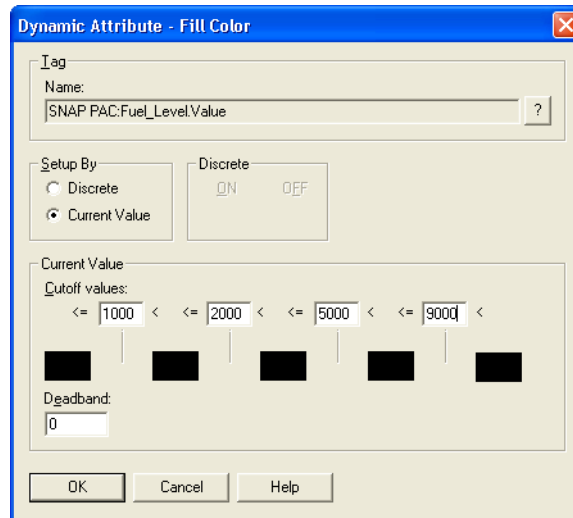 Dynamic Attribute - Fill Color
Tag
Name:
SNAP PAC:Fuel_Level.Value
?
Setup By
Discrete
Current Value
Discrete
ON OFF
Current Value
Cutoff values:
<= 1000 < <= 2000 < <= 5000 < <= 9000 <
Deadband:
0
OK Cancel Help